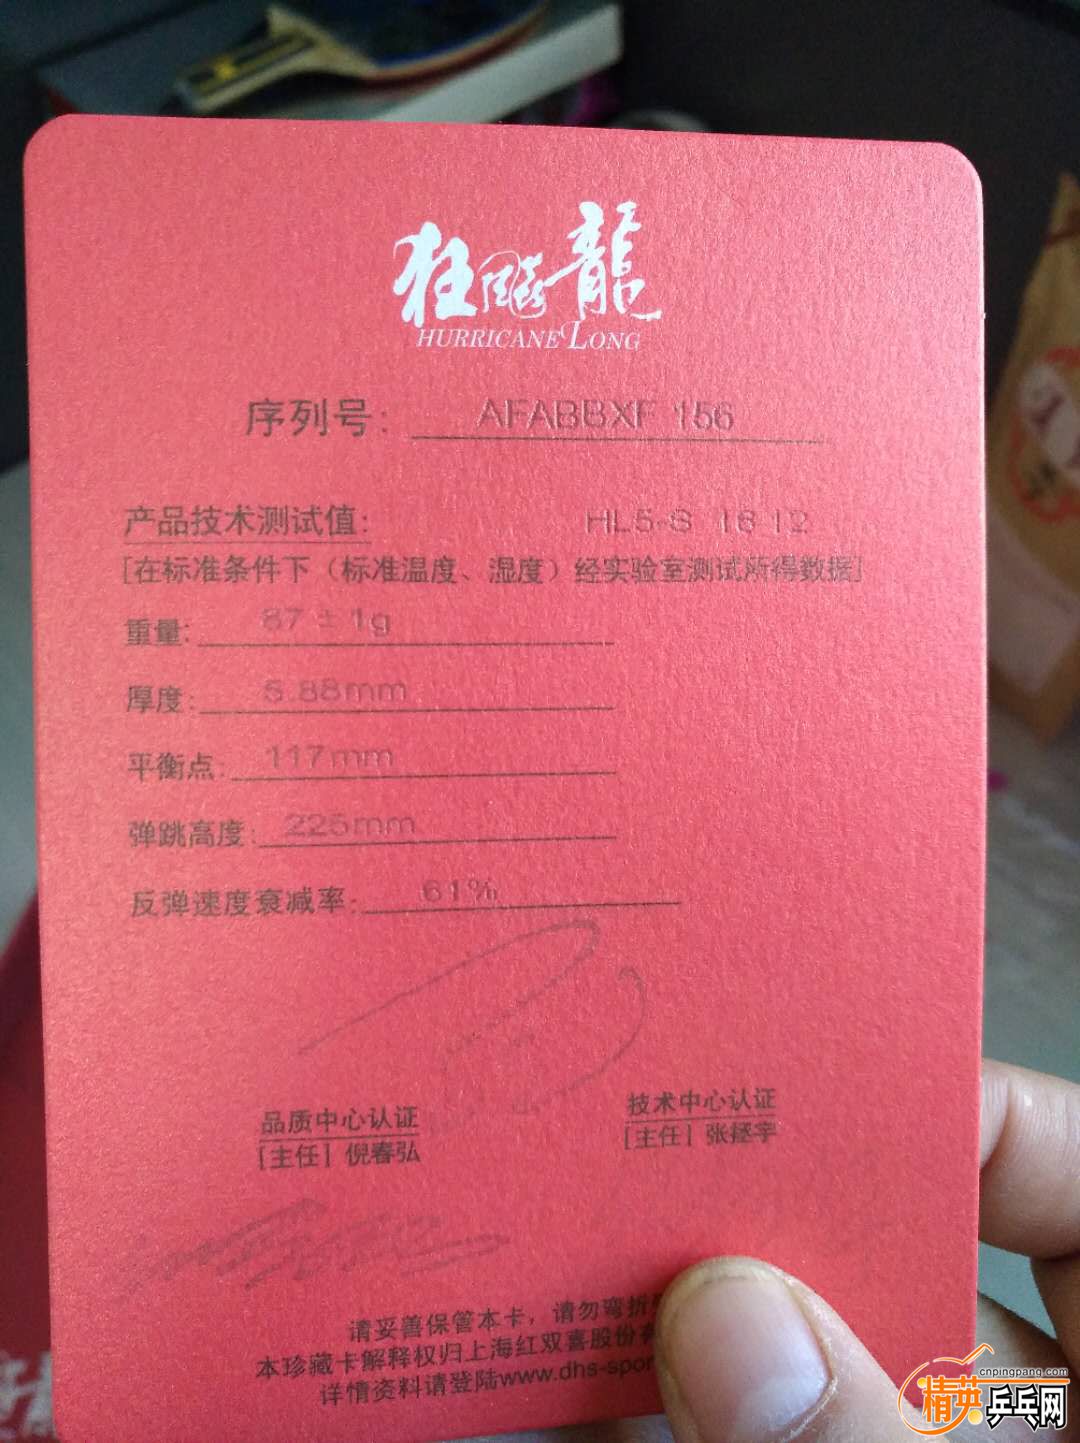 狂飚龍
HURRICANE LONG
序列号: AFABBXF 156
产品技术测试值: HL5-S 16 12
[在标准条件下（标准温度、湿度）经实验室测试所得数据]
重量: 87 ± 1g
厚度: 5.88mm
平衡点: 117mm
弹跳高度: 225mm
反弹速度衰减率: 61%
品质中心认证
[主任] 倪春弘
技术中心认证
[主任] 张拯宇
请妥善保管本卡，请勿弯折
本珍藏卡解释权归上海红双喜股份有
详情资料请登陆www.dhs-spor
cnpingpang.com
精英乒乓网